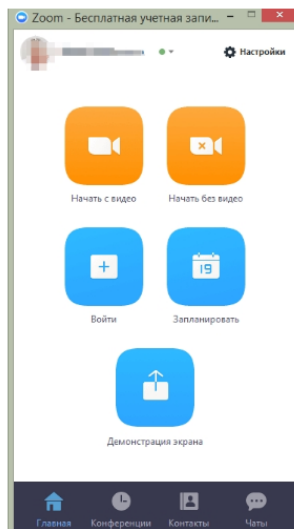 Zoom - Бесплатная учетная запи...
Настройки
Начать с видео
Начать без видео
19
Войти
Запланировать
Демонстрация экрана
Главная
Конференции
Контакты
Чаты